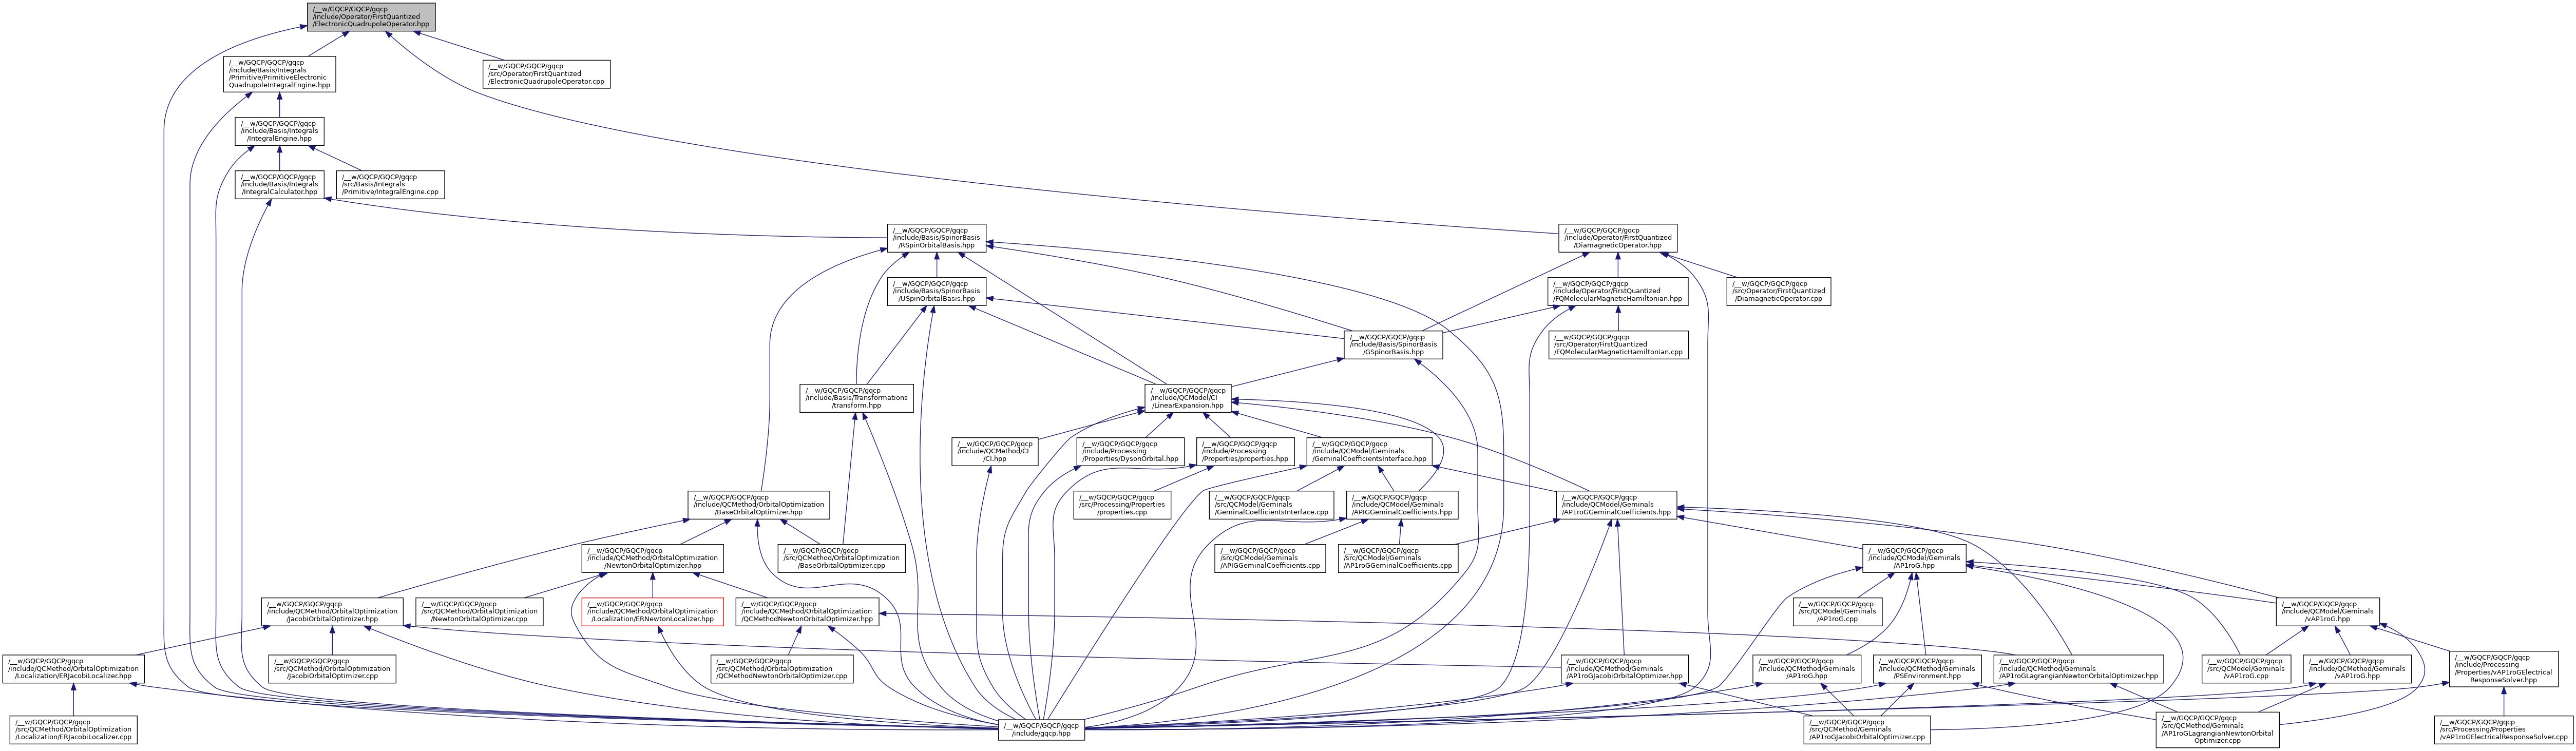 /__w/GQCP/GQCP/gqcp
/include/Operator/FirstQuantized
/ElectronicQuadrupoleOperator.hpp
/__w/GQCP/GQCP/gqcp
/include/Basis/Integrals
/Primitive/PrimitiveElectronic
QuadrupoleIntegralEngine.hpp
/__w/GQCP/GQCP/gqcp
/src/Operator/FirstQuantized
/ElectronicQuadrupoleOperator.cpp
/__w/GQCP/GQCP/gqcp
/include/Basis/Integrals
/IntegralEngine.hpp
/__w/GQCP/GQCP/gqcp
/include/Basis/Integrals
/IntegralCalculator.hpp
/__w/GQCP/GQCP/gqcp
/src/Basis/Integrals
/Primitive/IntegralEngine.cpp
/__w/GQCP/GQCP/gqcp
/include/Basis/SpinorBasis
/RSpinOrbitalBasis.hpp
/__w/GQCP/GQCP/gqcp
/include/Operator/FirstQuantized
/DiamagneticOperator.hpp
/__w/GQCP/GQCP/gqcp
/include/Basis/SpinorBasis
/USpinOrbitalBasis.hpp
/__w/GQCP/GQCP/gqcp
/include/Operator/FirstQuantized
/FQMolecularMagneticHamiltonian.hpp
/__w/GQCP/GQCP/gqcp
/src/Operator/FirstQuantized
/DiamagneticOperator.cpp
/__w/GQCP/GQCP/gqcp
/include/Basis/SpinorBasis
/GSpinorBasis.hpp
/__w/GQCP/GQCP/gqcp
/src/Operator/FirstQuantized
/FQMolecularMagneticHamiltonian.cpp
/__w/GQCP/GQCP/gqcp
/include/Basis/Transformations
/transform.hpp
/__w/GQCP/GQCP/gqcp
/include/QCModel/CI
/LinearExpansion.hpp
/__w/GQCP/GQCP/gqcp
/include/QCMethod/CI
/CI.hpp
/__w/GQCP/GQCP/gqcp
/include/Processing
/Properties/DysonOrbital.hpp
/__w/GQCP/GQCP/gqcp
/include/Processing
/Properties/properties.hpp
/__w/GQCP/GQCP/gqcp
/include/QCModel/Geminals
/GeminalCoefficientsInterface.hpp
/__w/GQCP/GQCP/gqcp
/include/QCMethod/OrbitalOptimization
/BaseOrbitalOptimizer.hpp
/__w/GQCP/GQCP/gqcp
/src/Processing/Properties
/properties.cpp
/__w/GQCP/GQCP/gqcp
/src/QCModel/Geminals
/GeminalCoefficientsInterface.cpp
/__w/GQCP/GQCP/gqcp
/include/QCModel/Geminals
/APIGGeminalCoefficients.hpp
/__w/GQCP/GQCP/gqcp
/include/QCModel/Geminals
/AP1roGGeminalCoefficients.hpp
/__w/GQCP/GQCP/gqcp
/include/QCMethod/OrbitalOptimization
/NewtonOrbitalOptimizer.hpp
/__w/GQCP/GQCP/gqcp
/src/QCMethod/OrbitalOptimization
/BaseOrbitalOptimizer.cpp
/__w/GQCP/GQCP/gqcp
/src/QCModel/Geminals
/APIGGeminalCoefficients.cpp
/__w/GQCP/GQCP/gqcp
/src/QCModel/Geminals
/AP1roGGeminalCoefficients.cpp
/__w/GQCP/GQCP/gqcp
/include/QCModel/Geminals
/AP1roG.hpp
/__w/GQCP/GQCP/gqcp
/include/QCMethod/OrbitalOptimization
/JacobiOrbitalOptimizer.hpp
/__w/GQCP/GQCP/gqcp
/src/QCMethod/OrbitalOptimization
/NewtonOrbitalOptimizer.cpp
/__w/GQCP/GQCP/gqcp
/include/QCMethod/OrbitalOptimization
/Localization/ERNewtonLocalizer.hpp
/__w/GQCP/GQCP/gqcp
/include/QCMethod/OrbitalOptimization
/QCMethodNewtonOrbitalOptimizer.hpp
/__w/GQCP/GQCP/gqcp
/src/QCModel/Geminals
/AP1roG.cpp
/__w/GQCP/GQCP/gqcp
/include/QCModel/Geminals
/vAP1roG.hpp
/__w/GQCP/GQCP/gqcp
/include/QCMethod/OrbitalOptimization
/Localization/ERJacobiLocalizer.hpp
/__w/GQCP/GQCP/gqcp
/src/QCMethod/OrbitalOptimization
/JacobiOrbitalOptimizer.cpp
/__w/GQCP/GQCP/gqcp
/src/QCMethod/OrbitalOptimization
/QCMethodNewtonOrbitalOptimizer.cpp
/__w/GQCP/GQCP/gqcp
/include/QCMethod/Geminals
/AP1roGJacobiOrbitalOptimizer.hpp
/__w/GQCP/GQCP/gqcp
/include/QCMethod/Geminals
/AP1roG.hpp
/__w/GQCP/GQCP/gqcp
/include/QCMethod/Geminals
/PSEnvironment.hpp
/__w/GQCP/GQCP/gqcp
/include/QCMethod/Geminals
/AP1roGLagrangianNewtonOrbitalOptimizer.hpp
/__w/GQCP/GQCP/gqcp
/src/QCModel/Geminals
/vAP1roG.cpp
/__w/GQCP/GQCP/gqcp
/include/QCMethod/Geminals
/vAP1roG.hpp
/__w/GQCP/GQCP/gqcp
/include/Processing
/Properties/vAP1roGElectrical
ResponseSolver.hpp
/__w/GQCP/GQCP/gqcp
/src/QCMethod/OrbitalOptimization
/Localization/ERJacobiLocalizer.cpp
/__w/GQCP/GQCP/gqcp
/include/gqcp.hpp
/__w/GQCP/GQCP/gqcp
/src/QCMethod/Geminals
/AP1roGJacobiOrbitalOptimizer.cpp
/__w/GQCP/GQCP/gqcp
/src/QCMethod/Geminals
/AP1roGLagrangianNewtonOrbital
Optimizer.cpp
/__w/GQCP/GQCP/gqcp
/src/Processing/Properties
/vAP1roGElectricalResponseSolver.cpp